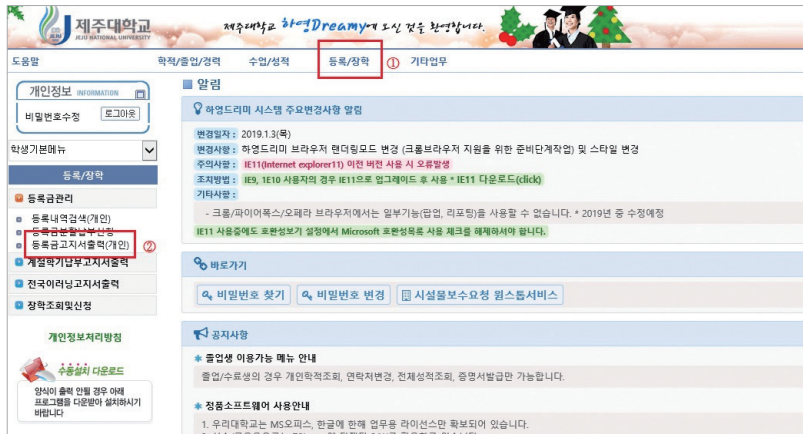 제주대학교
JEJU NATIONAL UNIVERSITY
제주대학교 하영Dreamy에 오신 것을 환영합니다.
도움말 학적/졸업/경력 수업/성적 등록/장학 ① 기타업무
개인정보 INFORMATION
비밀번호수정 로그아웃
학생기본메뉴
등록/장학
등록금관리
등록내역검색(개인)
등록금분할납부신청
등록금고지서출력(개인) ②
계절학기납부고지서출력
전국이러닝고지서출력
장학조회및신청
개인정보처리방침
수동설치 다운로드
양식이 출력 안될 경우 아래
프로그램을 다운받아 설치하시기
바랍니다
알림
하영드리미 시스템 주요변경사항 알림
변경일자 : 2019.1.3(목)
변경사항 : 하영드리미 브라우저 랜더링모드 변경 (크롬브라우저 지원을 위한 준비단계작업) 및 스타일 변경
주의사항 : IE11(Internet explorer11) 이전 버전 사용 시 오류발생
조치방법 : IE9, 1E10 사용자의 경우 IE11으로 업그레이드 후 사용 * IE11 다운로드(click)
기타사항 :
- 크롬/파이어폭스/오페라 브라우저에서는 일부기능(팝업, 리포팅)을 사용할 수 없습니다. * 2019년 중 수정예정
IE11 사용중에도 호환성보기 설정에서 Microsoft 호환성목록 사용 체크를 해제하셔야 합니다.
바로가기
비밀번호 찾기 비밀번호 변경 시설물보수요청 원스톱서비스
공지사항
졸업생 이용가능 메뉴 안내
졸업/수료생의 경우 개인학적조회, 연락처변경, 전체성적조회, 증명서발급만 가능합니다.
정품소프트웨어 사용안내
1. 우리대학교는 MS오피스, 한글에 한해 업무용 라이선스만 확보되어 있습니다.